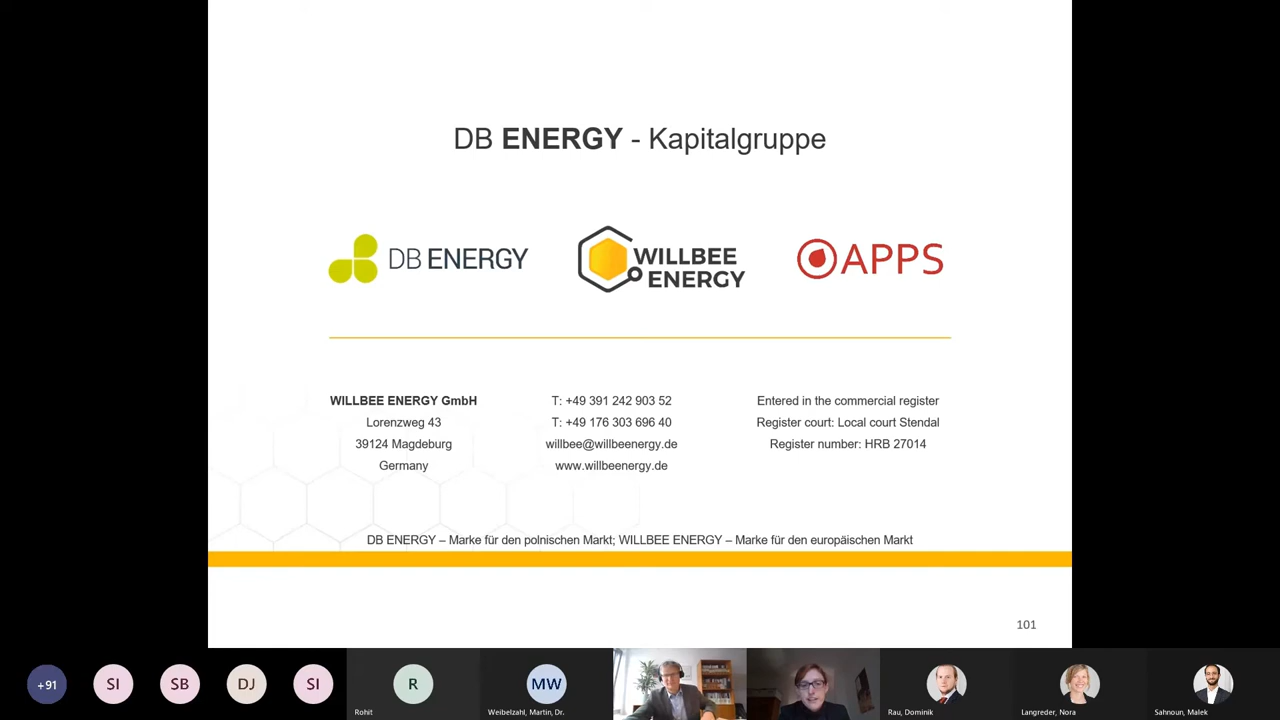 DB ENERGY - Kapitalgruppe
DB ENERGY
WILLBEE
ENERGY
APPS
WILLBEE ENERGY GmbH
Lorenzweg 43
39124 Magdeburg
Germany
T: +49 391 242 903 52
T: +49 176 303 696 40
willbee@willbeenergy.de
www.willbeenergy.de
Entered in the commercial register
Register court: Local court Stendal
Register number: HRB 27014
DB ENERGY – Marke für den polnischen Markt; WILLBEE ENERGY – Marke für den europäischen Markt
101
+91
SI
SB
DJ
SI
R
Rohit
MW
Weibelzahl, Martin, Dr.
Rau, Dominik
Langreder, Nora
Sahnoun, Malek